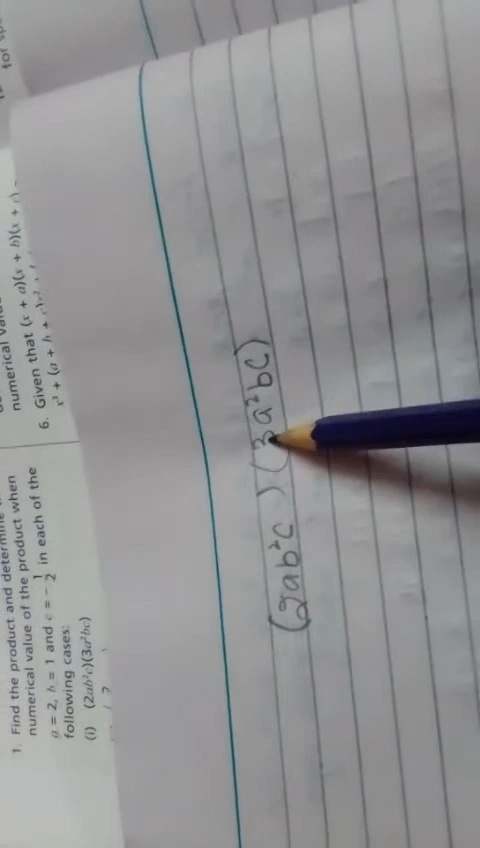 1. Find the product and determine
numerical value of the product when
a = 2, b = 1 and c = -1/2 in each of the
following cases:
(i) (2ab²c)(3a²bc)
numerical
6. Given that (x + a)(x + b)(x +
(2ab²c)(3a²bc)